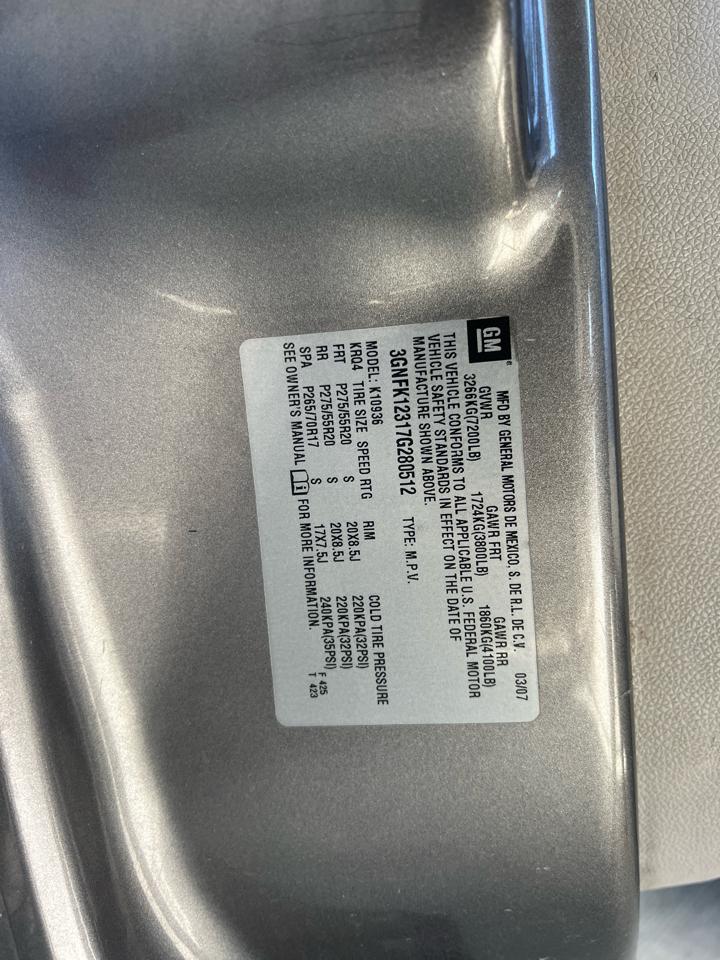 GM®
MFD BY GENERAL MOTORS DE MEXICO, S. DE R.L. DE C.V. 03/07
GVWR GAWR FRT GAWR RR
3266KG(7200LB) 1724KG(3800LB) 1860KG(4100LB)
THIS VEHICLE CONFORMS TO ALL APPLICABLE U.S. FEDERAL MOTOR
VEHICLE SAFETY STANDARDS IN EFFECT ON THE DATE OF
MANUFACTURE SHOWN ABOVE.
3GNFK12317G280512 TYPE: M.P.V.
MODEL: K10936
KRQ4 TIRE SIZE SPEED RTG RIM COLD TIRE PRESSURE
FRT P275/55R20 S 20X8.5J 220KPA(32PSI)
RR P275/55R20 S 20X8.5J 220KPA(32PSI)
SPA P265/70R17 S 17X7.5J 240KPA(35PSI)
SEE OWNER'S MANUAL i FOR MORE INFORMATION.
F 425
T 423